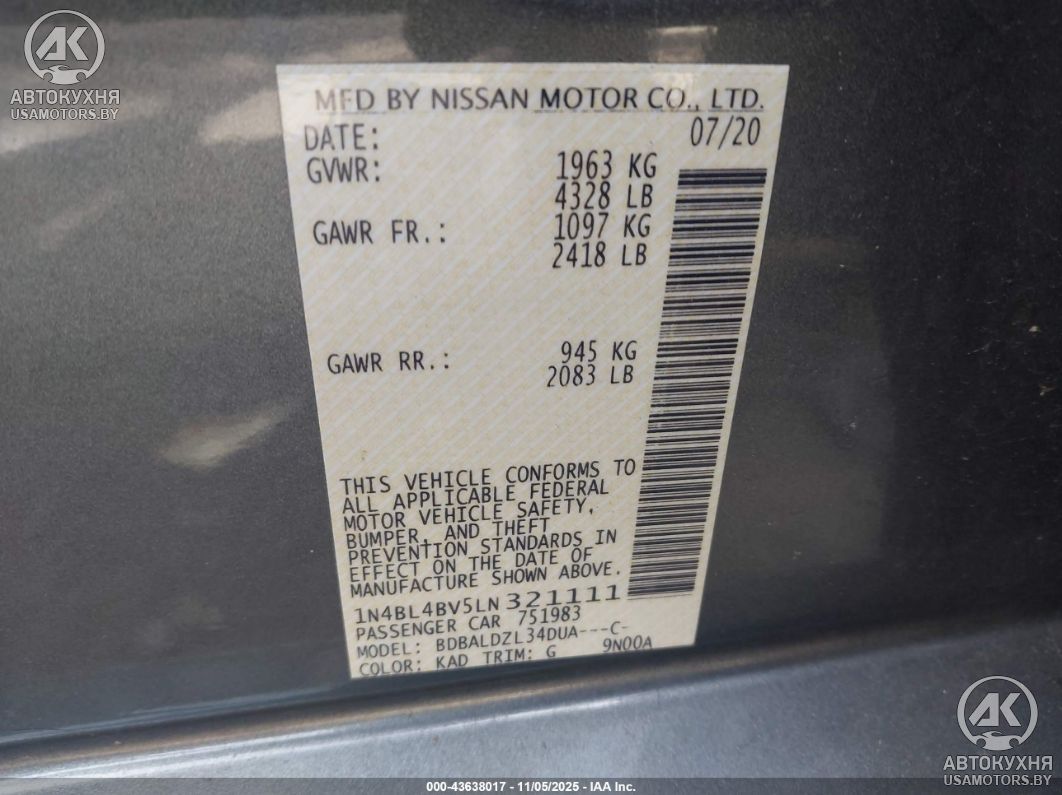 AK
АВТОКУХНЯ
USAMOTORS.BY
MFD BY NISSAN MOTOR CO., LTD.
DATE: 07/20
GVWR: 1963 KG
4328 LB
GAWR FR.: 1097 KG
2418 LB
GAWR RR.: 945 KG
2083 LB
THIS VEHICLE CONFORMS TO
ALL APPLICABLE FEDERAL
MOTOR VEHICLE SAFETY,
BUMPER, AND THEFT
PREVENTION STANDARDS IN
EFFECT ON THE DATE OF
MANUFACTURE SHOWN ABOVE.
1N4BL4BV5LN321111
PASSENGER CAR 751983
MODEL: BDBALDZL34DUA---C-
COLOR: KAD TRIM: G 9N00A
AK
АВТОКУХНЯ
USAMOTORS.BY
000-43638017 - 11/05/2025 - IAA Inc.